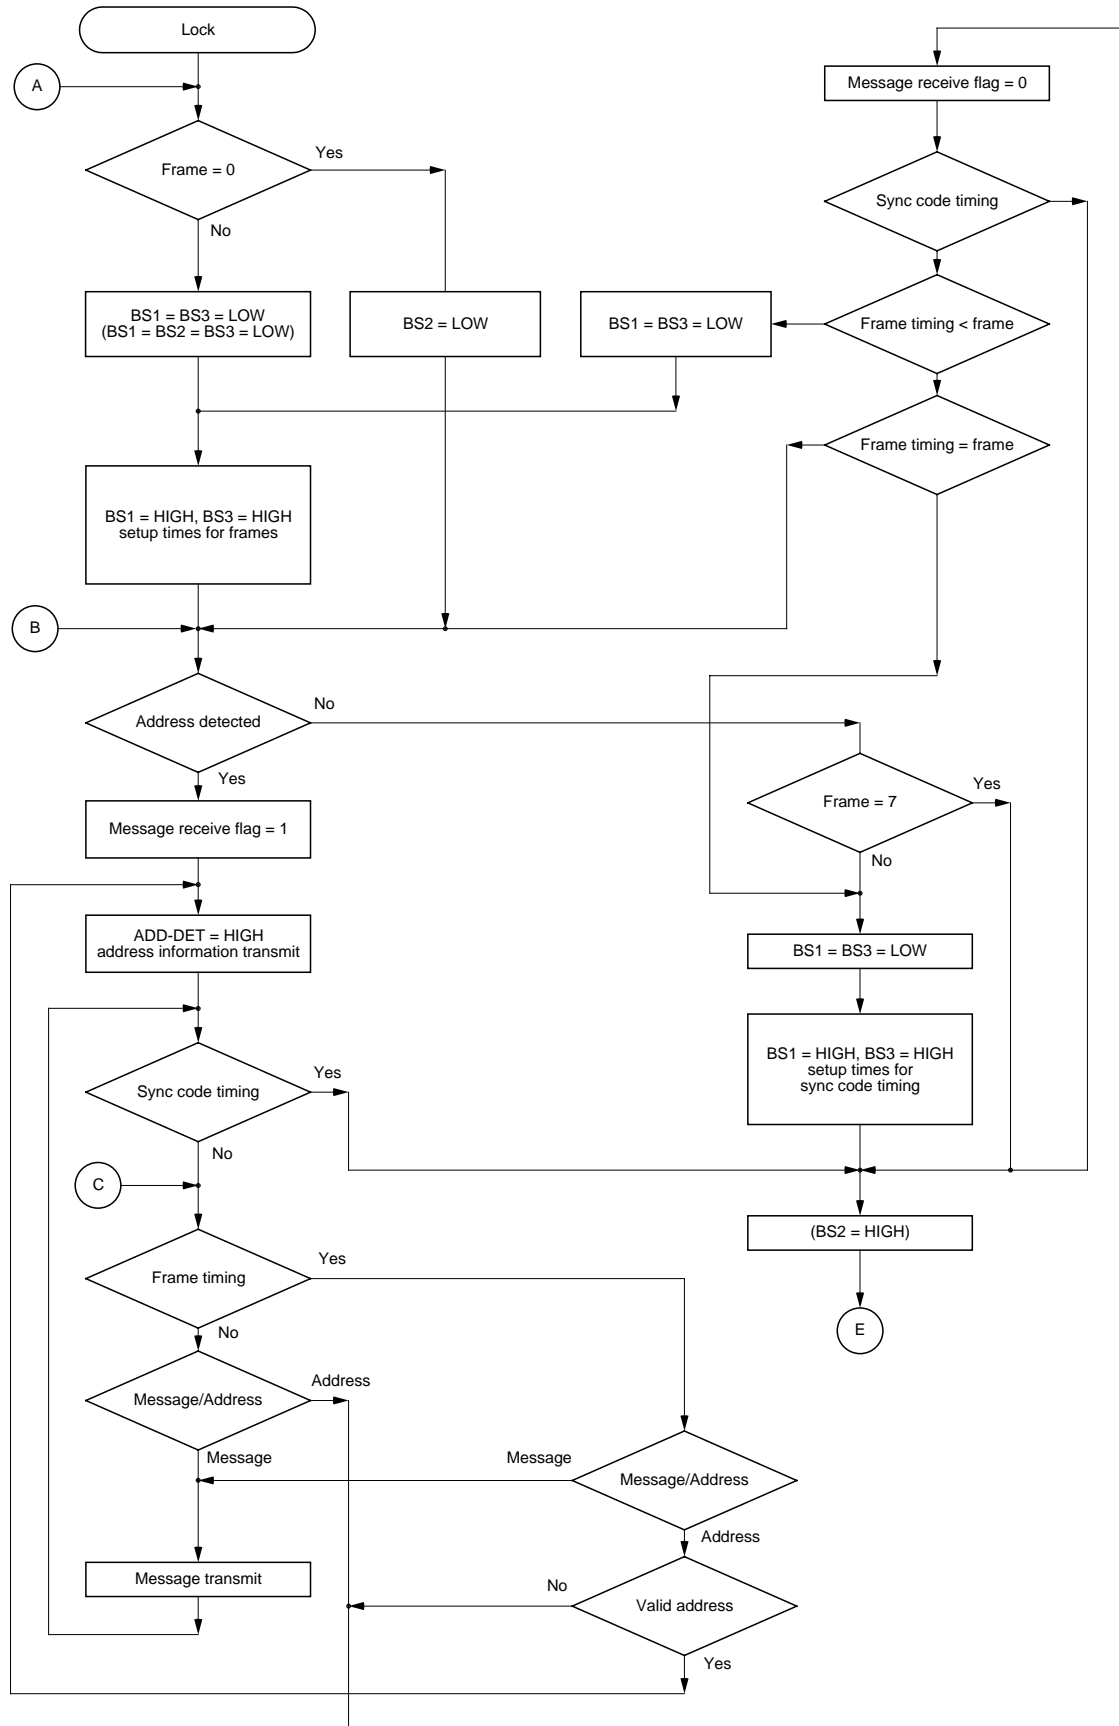 Lock
A
Message receive flag = 0
Frame = 0
Yes
No
Sync code timing
BS1 = BS3 = LOW
(BS1 = BS2 = BS3 = LOW)
BS2 = LOW
BS1 = BS3 = LOW
Frame timing < frame
Frame timing = frame
BS1 = HIGH, BS3 = HIGH
setup times for frames
B
Address detected
No
Yes
Frame = 7
Yes
No
Message receive flag = 1
ADD-DET = HIGH
address information transmit
BS1 = BS3 = LOW
BS1 = HIGH, BS3 = HIGH
setup times for
sync code timing
Sync code timing
Yes
No
C
(BS2 = HIGH)
Frame timing
Yes
No
E
Message/Address
Address
Message
Message
Message/Address
Address
Message transmit
No
Valid address
Yes